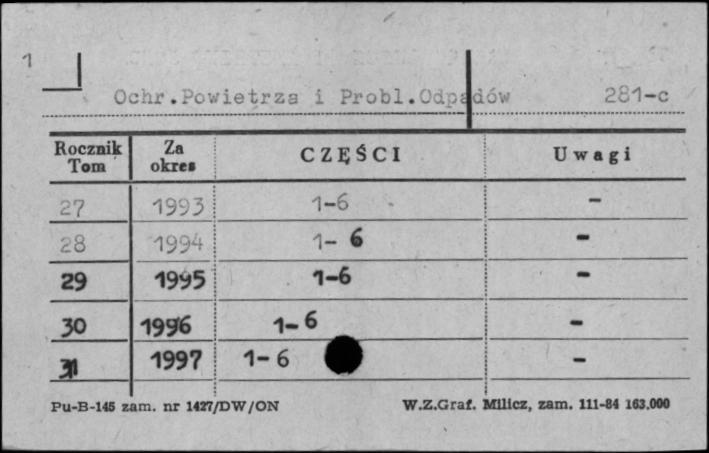 1
Ochr.Powietrza i Probl.Odpadów 281-c
Rocznik Tom Za okres CZĘŚCI Uwagi
27 1993 1-6 -
28 1994 1- 6 -
29 1995 1-6 -
30 1996 1-6 -
31 1997 1-6 -
Pu-B-145 zam. nr 1427/DW/ON W.Z.Graf. Milicz, zam. 111-84 163.000